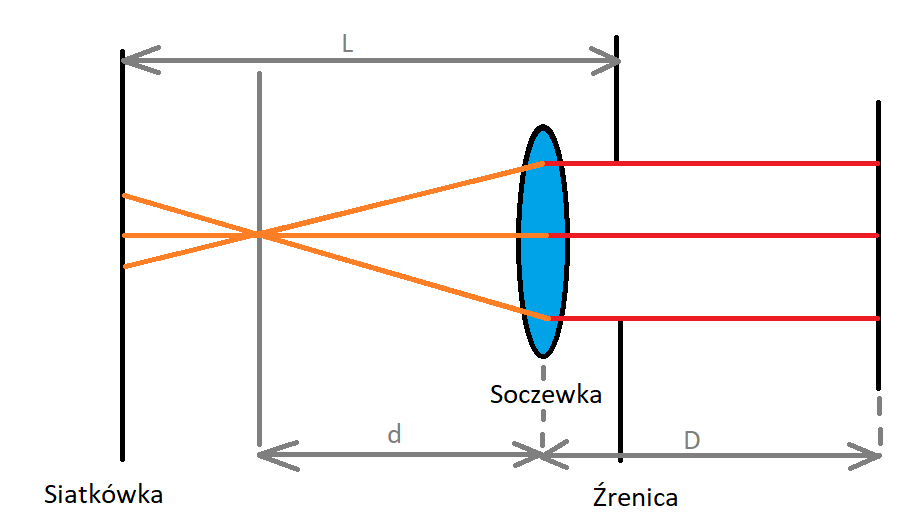 L
Soczewka
d
D
Siatkówka
Źrenica